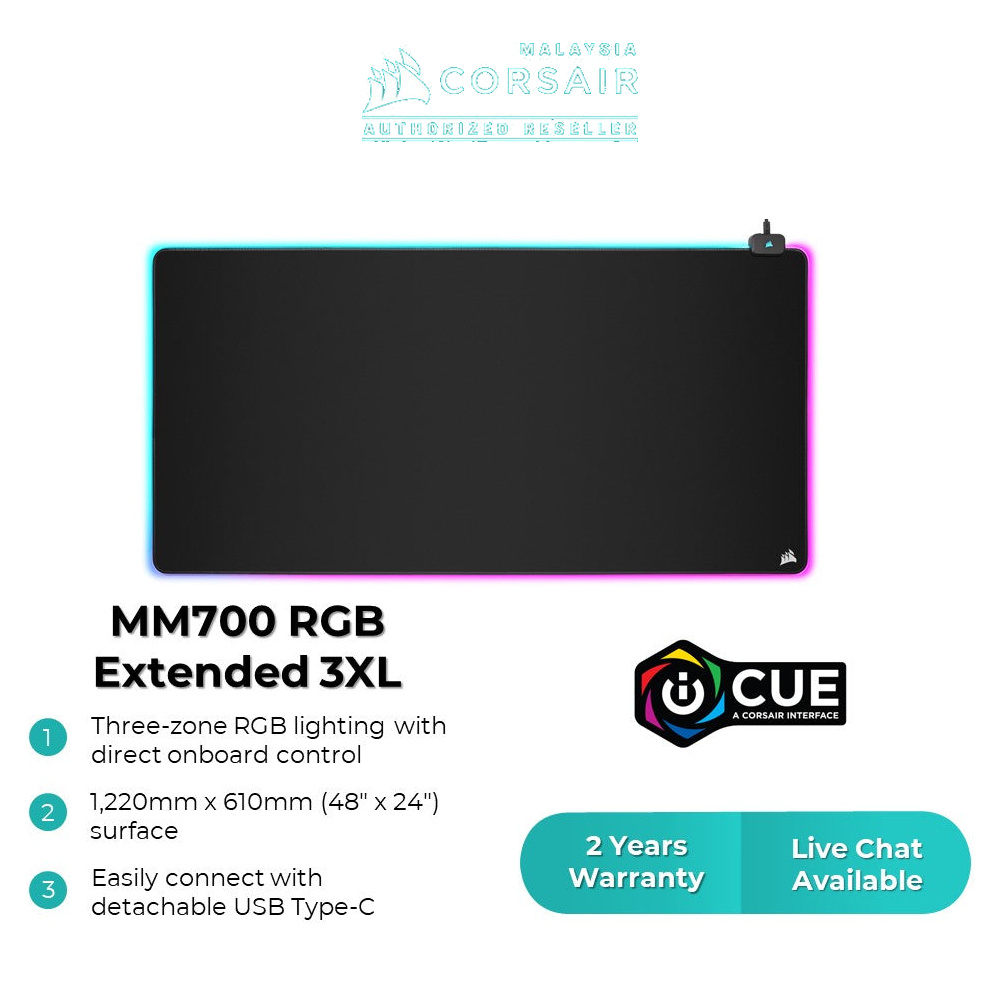 MALAYSIA
CORSAIR
AUTHORIZED RESELLER
MM700 RGB
Extended 3XL
1
Three-zone RGB lighting with
direct onboard control
2
1,220mm x 610mm (48" x 24")
surface
3
Easily connect with
detachable USB Type-C
iCUE
A CORSAIR INTERFACE
2 Years
Warranty
Live Chat
Available